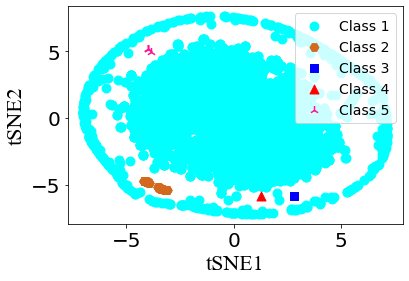 Class 1
Class 2
Class 3
Class 4
Class 5
tSNE2
5
0
−5
−5 0 5
tSNE1